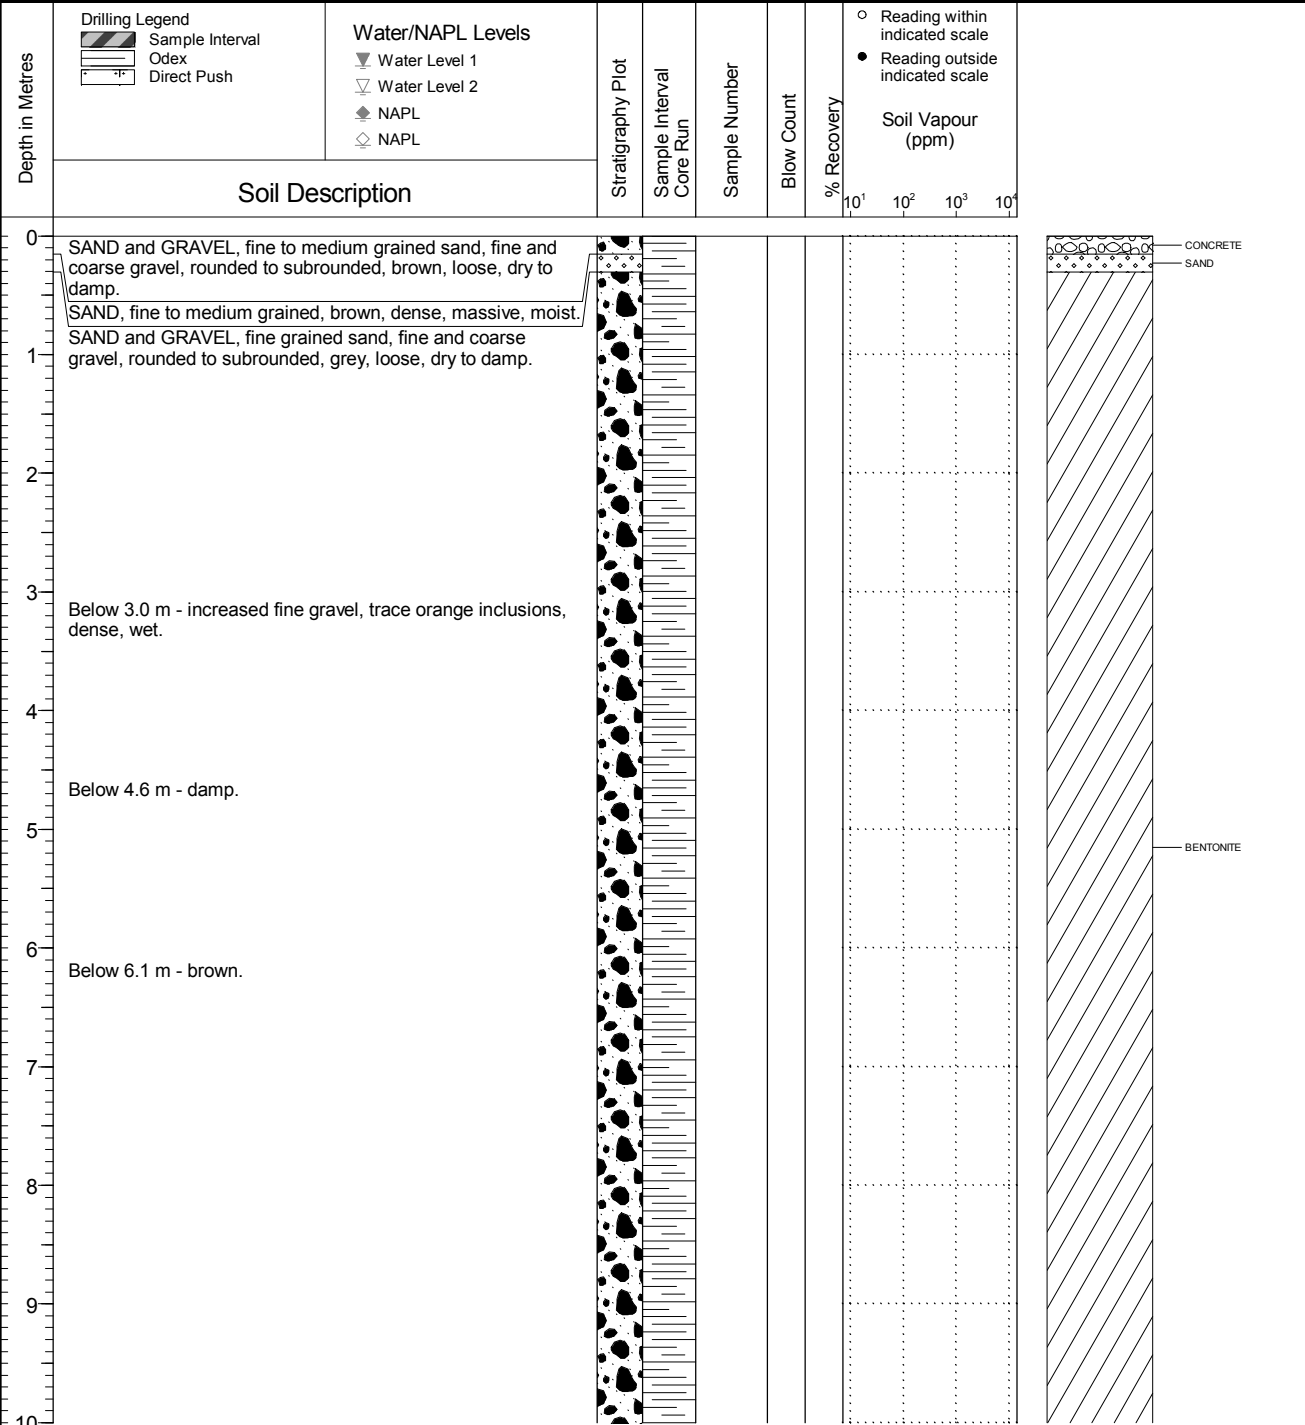 Drilling Legend
Sample Interval
Odex
Direct Push
Water/NAPL Levels
Water Level 1
Water Level 2
NAPL
NAPL
Depth in Metres
Soil Description
Stratigraphy Plot
Sample Interval
Core Run
Sample Number
Blow Count
% Recovery
Reading within
indicated scale
Reading outside
indicated scale
Soil Vapour
(ppm)
10¹ 10² 10³ 10⁴
0
SAND and GRAVEL, fine to medium grained sand, fine and
coarse gravel, rounded to subrounded, brown, loose, dry to
damp.
SAND, fine to medium grained, brown, dense, massive, moist.
SAND and GRAVEL, fine grained sand, fine and coarse
gravel, rounded to subrounded, grey, loose, dry to damp.
CONCRETE
SAND
1
2
3
Below 3.0 m - increased fine gravel, trace orange inclusions,
dense, wet.
4
Below 4.6 m - damp.
5
BENTONITE
6
Below 6.1 m - brown.
7
8
9
10